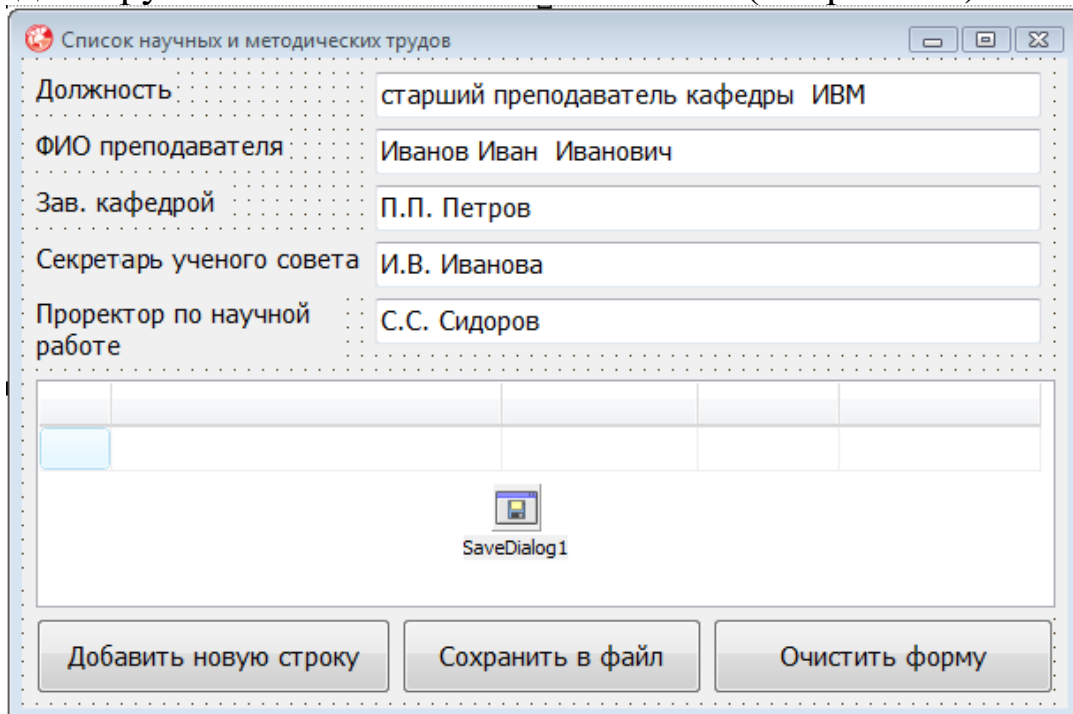 Список научных и методических трудов
Должность
старший преподаватель кафедры ИВМ
ФИО преподавателя
Иванов Иван Иванович
Зав. кафедрой
П.П. Петров
Секретарь ученого совета
И.В. Иванова
Проректор по научной
работе
С.С. Сидоров
SaveDialog1
Добавить новую строку
Сохранить в файл
Очистить форму